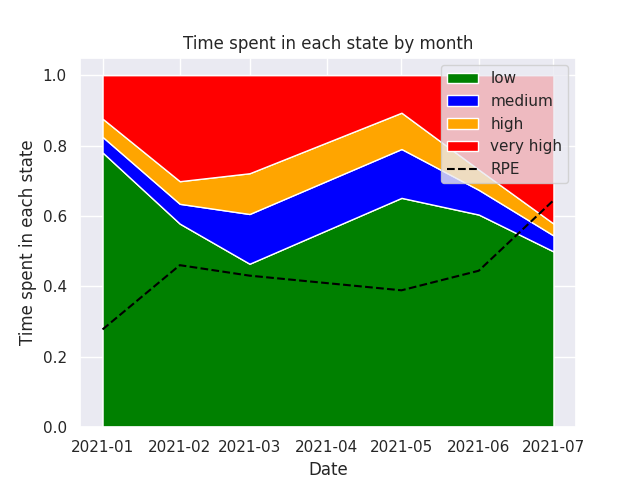 Time spent in each state by month
Time spent in each state
1.0
0.8
0.6
0.4
0.2
0.0
low
medium
high
very high
RPE
2021-01 2021-02 2021-03 2021-04 2021-05 2021-06 2021-07
Date